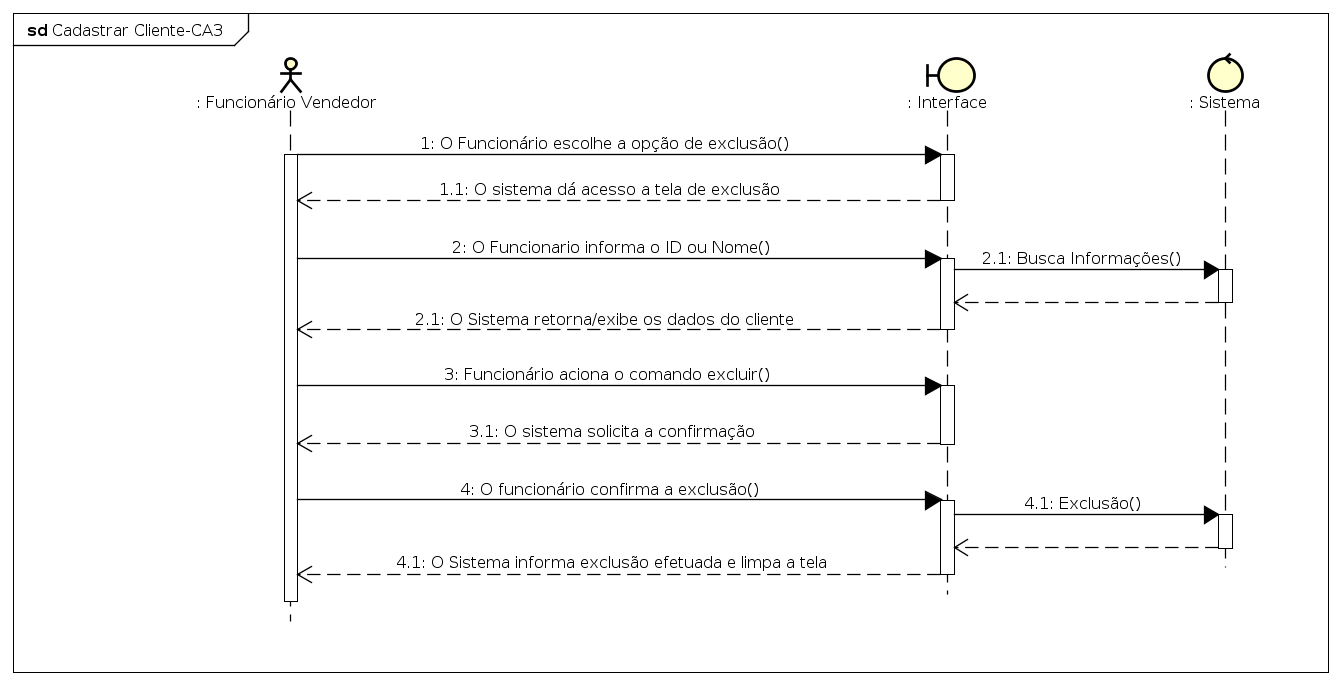 sd Cadastrar Cliente-CA3
: Funcionário Vendedor
: Interface
: Sistema
1: O Funcionário escolhe a opção de exclusão()
1.1: O sistema dá acesso a tela de exclusão
2: O Funcionario informa o ID ou Nome()
2.1: Busca Informações()
2.1: O Sistema retorna/exibe os dados do cliente
3: Funcionário aciona o comando excluir()
3.1: O sistema solicita a confirmação
4: O funcionário confirma a exclusão()
4.1: Exclusão()
4.1: O Sistema informa exclusão efetuada e limpa a tela